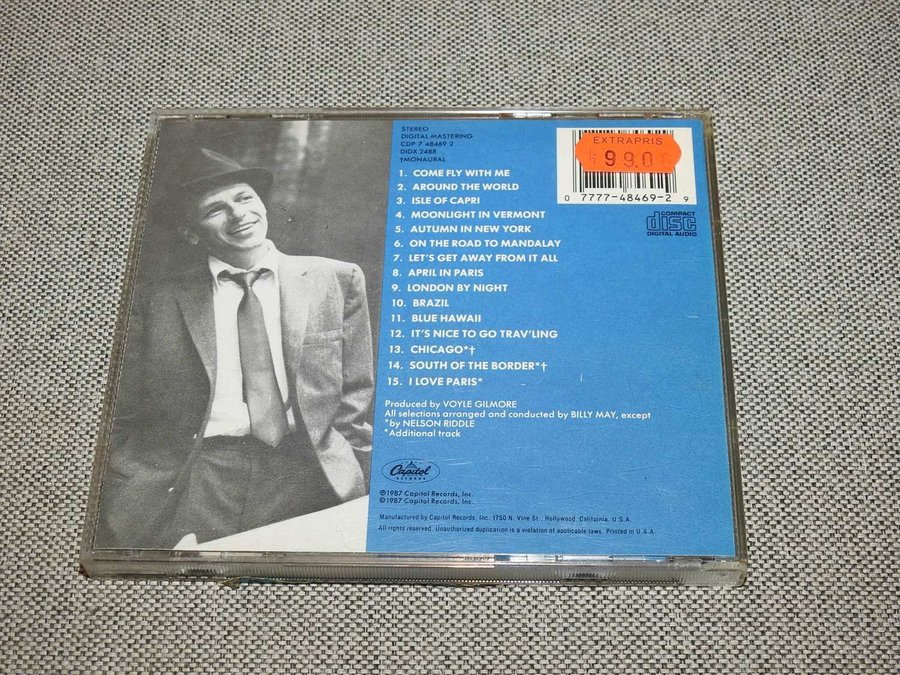 STEREO
DIGITAL MASTERING
CDP 7 48469 2
DIDX 2488
†MONAURAL
1. COME FLY WITH ME
2. AROUND THE WORLD
3. ISLE OF CAPRI
4. MOONLIGHT IN VERMONT
5. AUTUMN IN NEW YORK
6. ON THE ROAD TO MANDALAY
7. LET'S GET AWAY FROM IT ALL
8. APRIL IN PARIS
9. LONDON BY NIGHT
10. BRAZIL
11. BLUE HAWAII
12. IT'S NICE TO GO TRAV'LING
13. CHICAGO*†
14. SOUTH OF THE BORDER*†
15. I LOVE PARIS*
Produced by VOYLE GILMORE
All selections arranged and conducted by BILLY MAY, except
*by NELSON RIDDLE
*Additional track
Capitol
RECORDS
℗1987 Capitol Records, Inc.
©1987 Capitol Records, Inc.
Manufactured by Capitol Records, Inc. 1750 N. Vine St., Hollywood, California, U.S.A.
All rights reserved. Unauthorized duplication is a violation of applicable laws. Printed in U.S.A.
EXTRAPRIS
99.0
0 7777-48469-2 9
COMPACT
disc
DIGITAL AUDIO